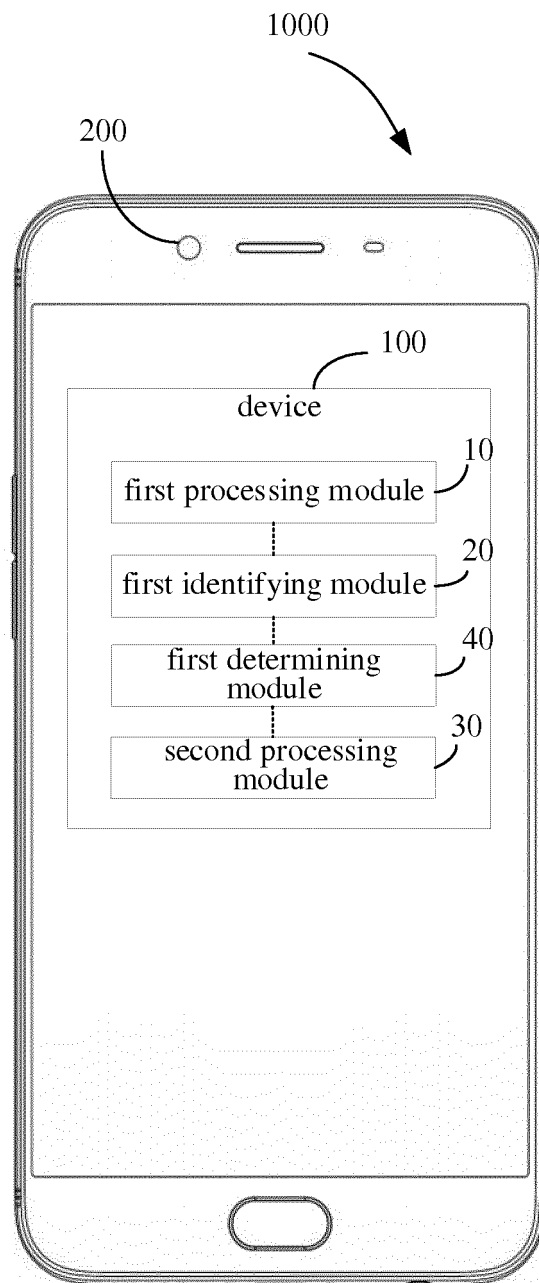 1000
200
100
device
10
first processing module
20
first identifying module
40
first determining
module
30
second processing
module